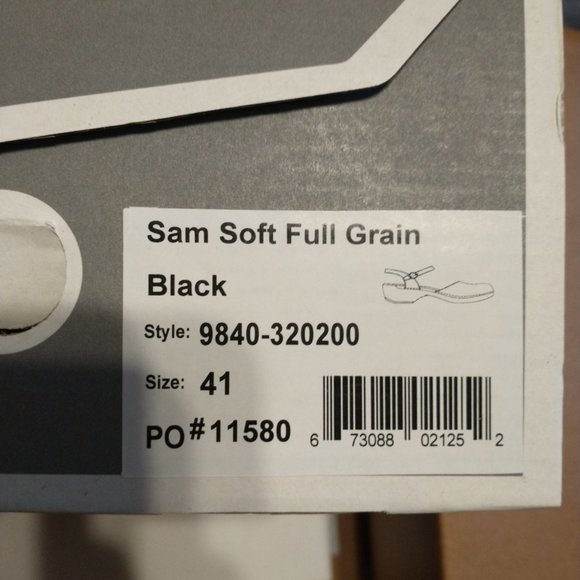 Sam Soft Full Grain
Black
Style: 9840-320200
Size: 41
PO#11580
6 73088 02125 2